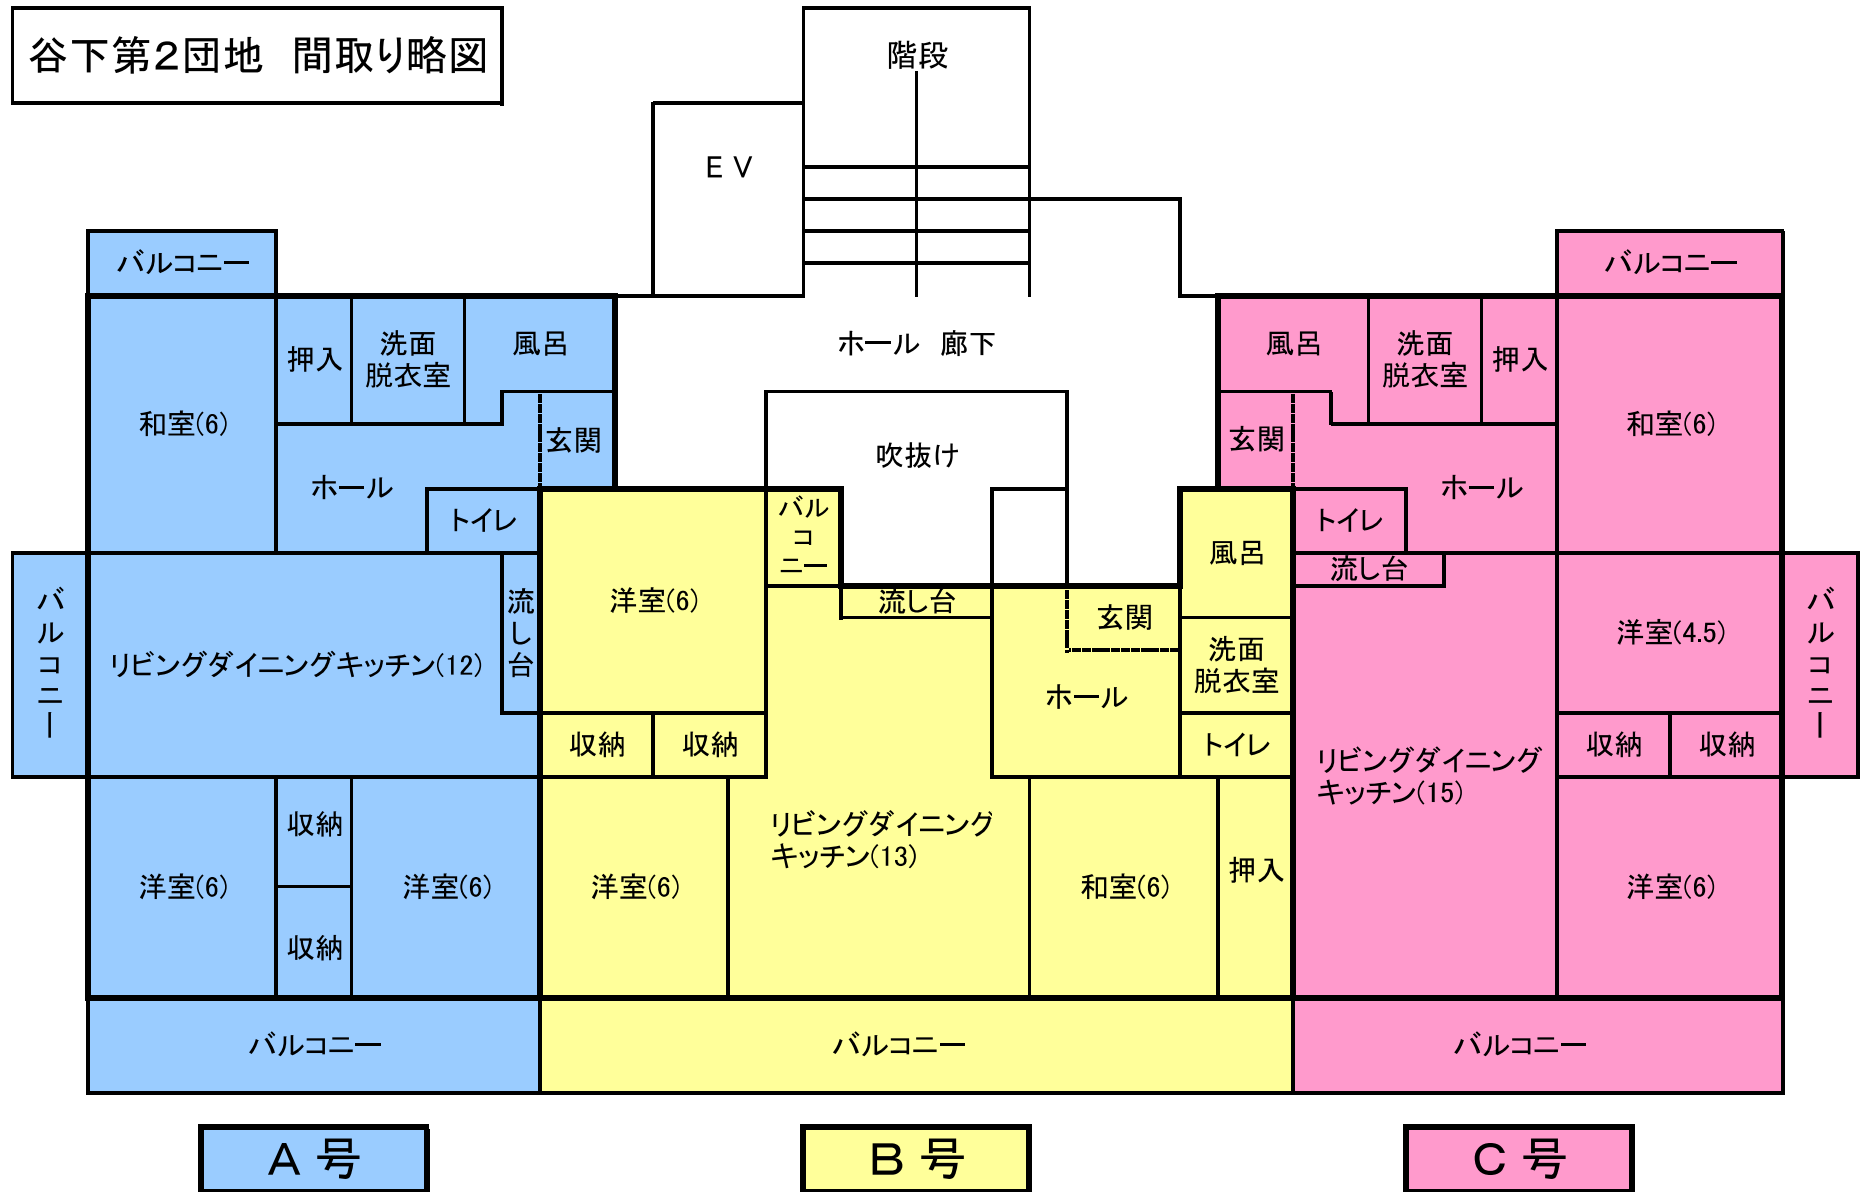 谷下第2団地　間取り略図
階段
ＥＶ
ホール　廊下
吹抜け
バルコニー
和室(6)
押入
洗面
脱衣室
風呂
玄関
ホール
トイレ
バルコニー
リビングダイニングキッチン(12)
流し台
洋室(6)
収納
収納
洋室(6)
バルコニー
洋室(6)
バル
コ
ニー
流し台
玄関
風呂
洗面
脱衣室
ホール
トイレ
収納
収納
洋室(6)
リビングダイニング
キッチン(13)
和室(6)
押入
バルコニー
バルコニー
風呂
洗面
脱衣室
押入
和室(6)
玄関
ホール
トイレ
流し台
洋室(4.5)
バルコニー
収納
収納
リビングダイニング
キッチン(15)
洋室(6)
バルコニー
Ａ号
Ｂ号
Ｃ号